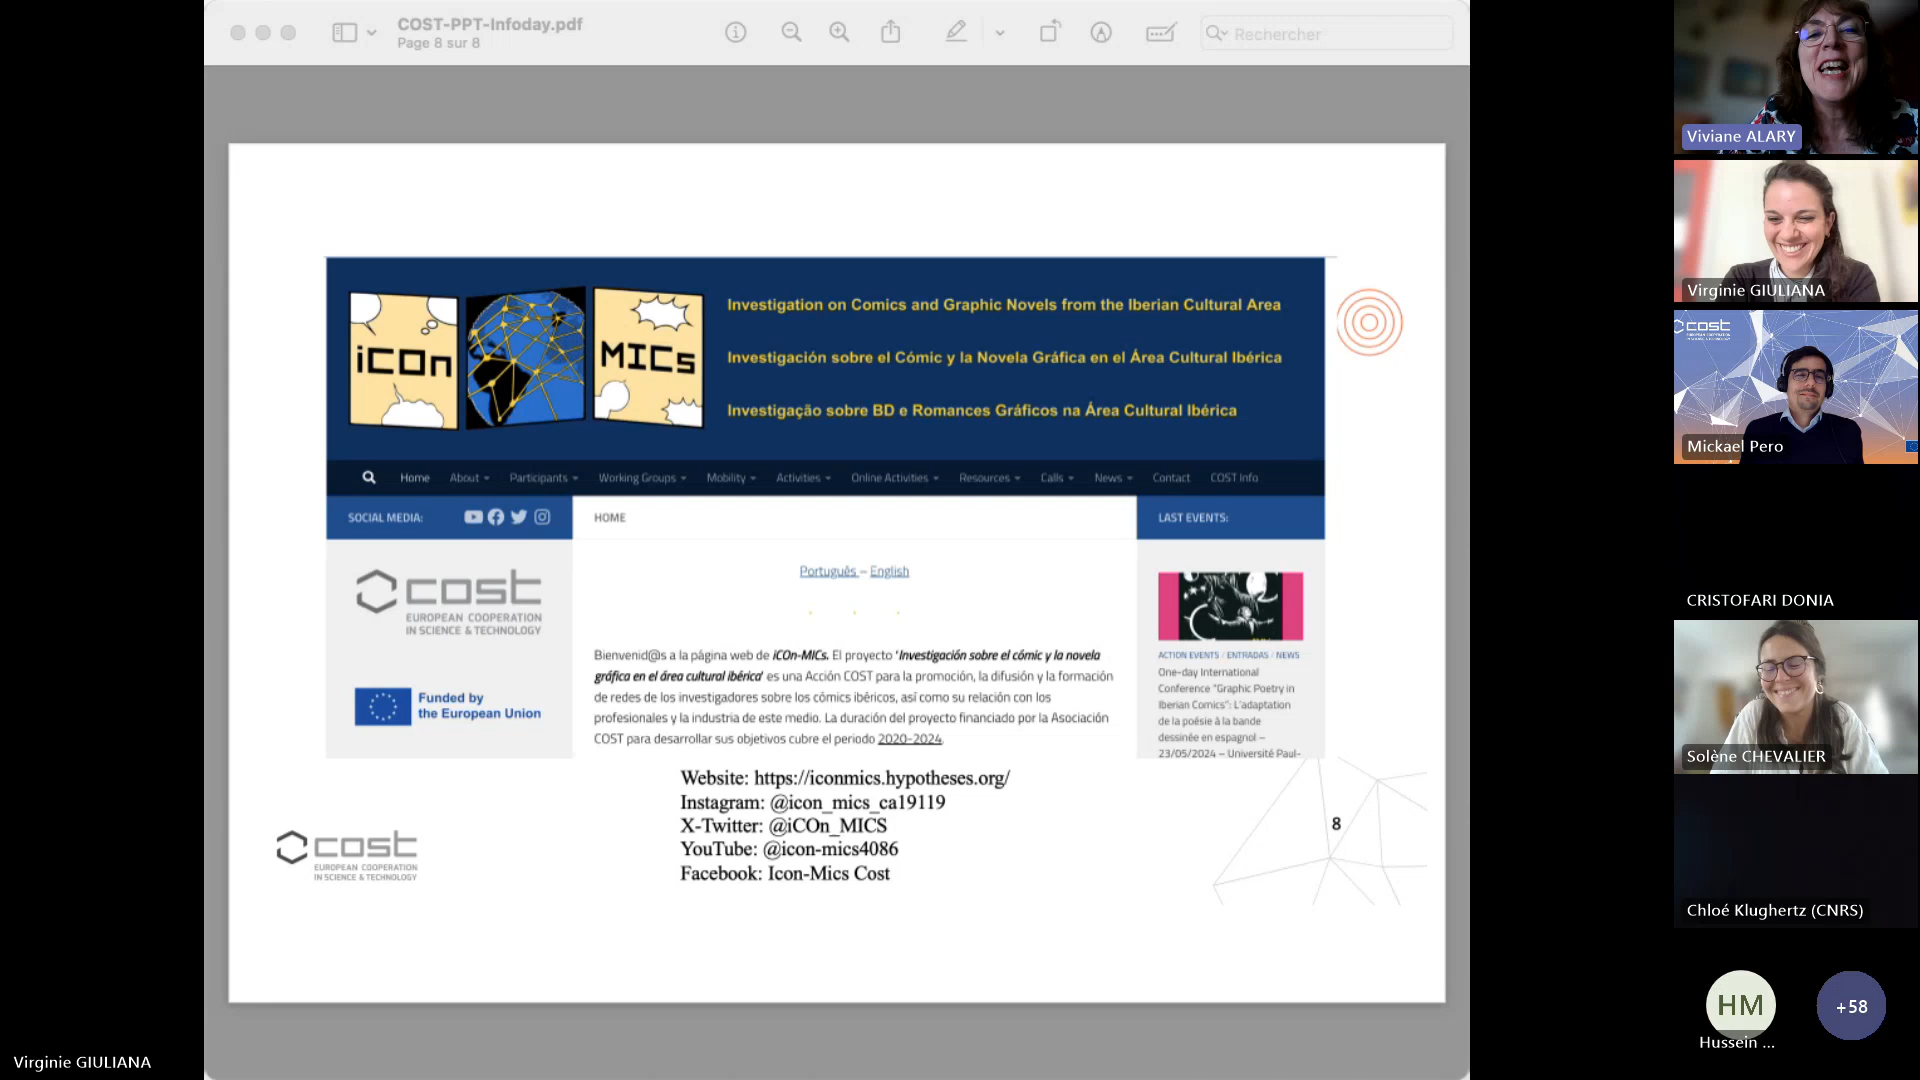 COST-PPT-Infoday.pdf
Page 8 sur 8
Rechercher
iCOn
MICs
Investigation on Comics and Graphic Novels from the Iberian Cultural Area
Investigación sobre el Cómic y la Novela Gráfica en el Área Cultural Ibérica
Investigação sobre BD e Romances Gráficos na Área Cultural Ibérica
Home About Participants Working Groups Mobility Activities Online Activities Resources Calls News Contact COST Info
SOCIAL MEDIA:
HOME
LAST EVENTS:
cost
EUROPEAN COOPERATION
IN SCIENCE & TECHNOLOGY
Funded by
the European Union
Português – English
Bienvenid@s a la página web de iCOn-MICs. El proyecto 'Investigación sobre el cómic y la novela
gráfica en el área cultural ibérica' es una Acción COST para la promoción, la difusión y la formación
de redes de los investigadores sobre los cómics ibéricos, así como su relación con los
profesionales y la industria de este medio. La duración del proyecto financiado por la Asociación
COST para desarrollar sus objetivos cubre el periodo 2020-2024.
ACTION EVENTS / ENTRADAS / NEWS
One-day International
Conference "Graphic Poetry in
Iberian Comics": L'adaptation
de la poésie à la bande
dessinée en espagnol –
23/05/2024 – Université Paul-
Website: https://iconmics.hypotheses.org/
Instagram: @icon_mics_ca19119
X-Twitter: @iCOn_MICS
YouTube: @icon-mics4086
Facebook: Icon-Mics Cost
cost
EUROPEAN COOPERATION
IN SCIENCE & TECHNOLOGY
8
Viviane ALARY
Virginie GIULIANA
cost
EUROPEAN COOPERATION
IN SCIENCE & TECHNOLOGY
Mickael Pero
CRISTOFARI DONIA
Solène CHEVALIER
Chloé Klughertz (CNRS)
HM
Hussein ...
+58
Virginie GIULIANA